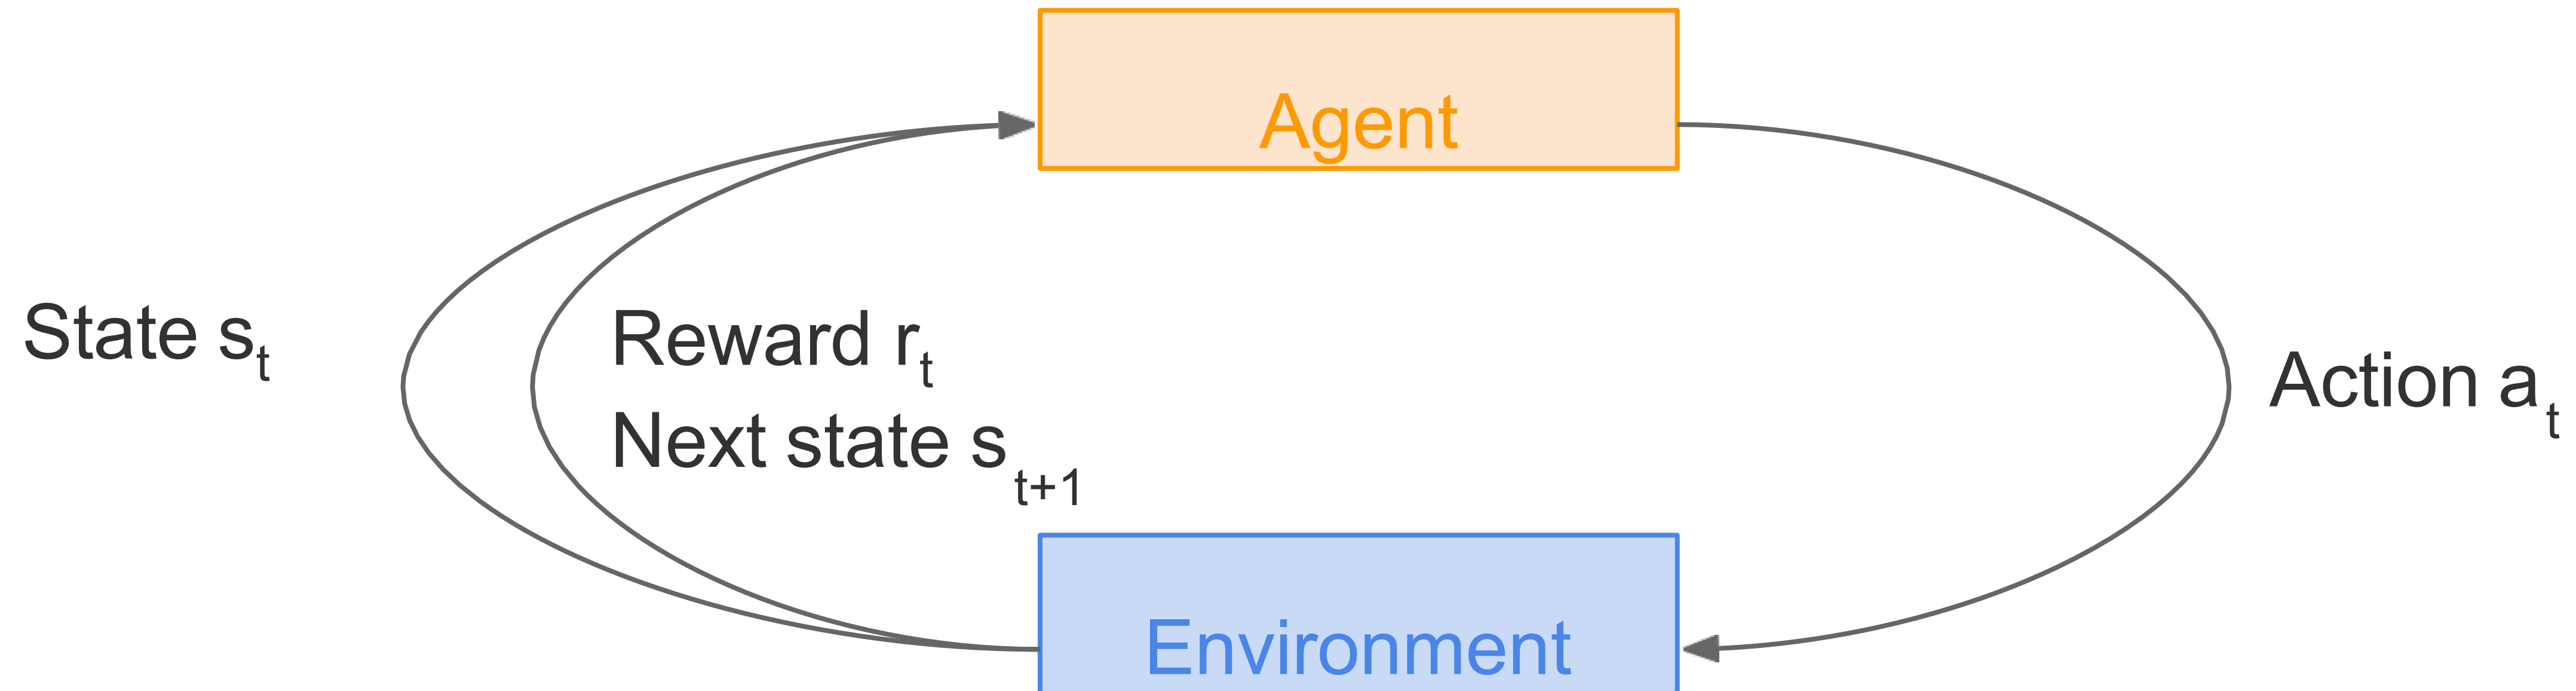 Agent
State sₜ
Reward rₜ
Next state sₜ₊₁
Action aₜ
Environment